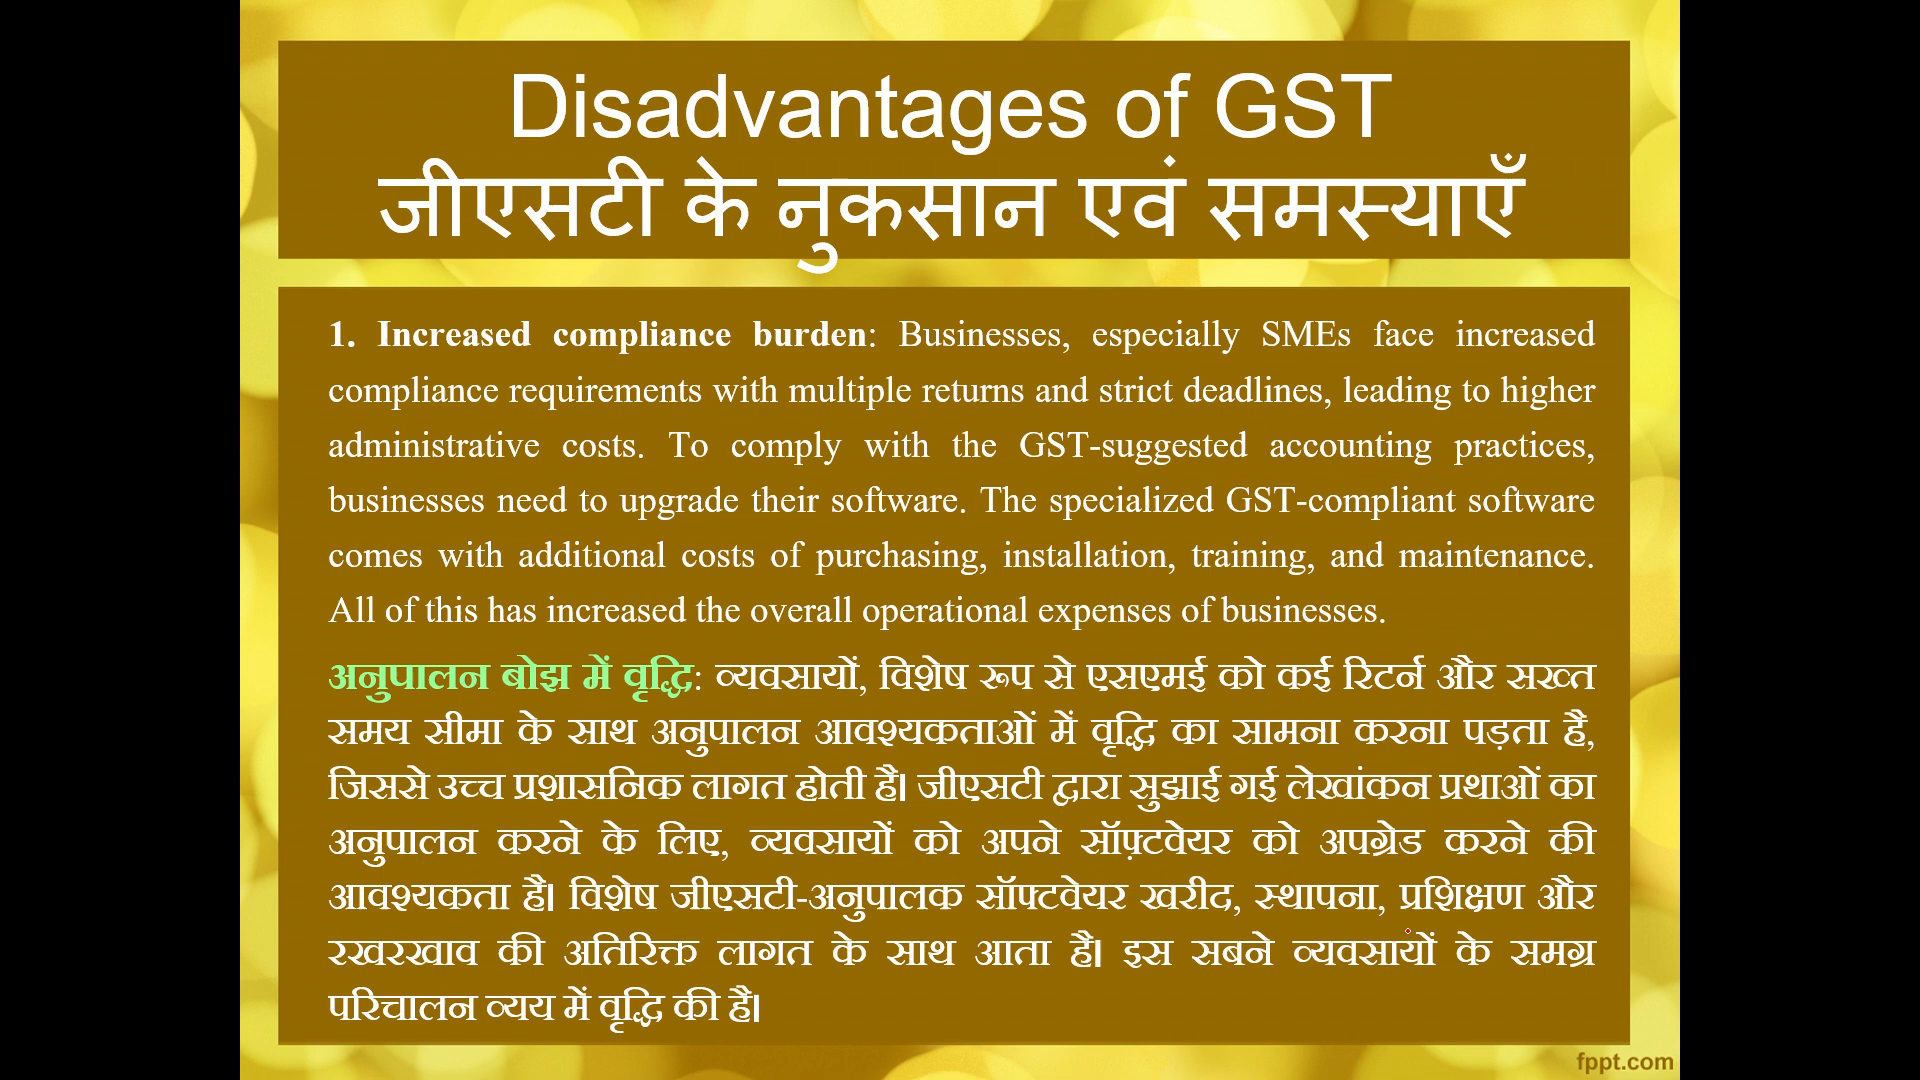 Disadvantages of GST
जीएसटी के नुकसान एवं समस्याएँ
1. Increased compliance burden: Businesses, especially SMEs face increased
compliance requirements with multiple returns and strict deadlines, leading to higher
administrative costs. To comply with the GST-suggested accounting practices,
businesses need to upgrade their software. The specialized GST-compliant software
comes with additional costs of purchasing, installation, training, and maintenance.
All of this has increased the overall operational expenses of businesses.
अनुपालन बोझ में वृद्धि: व्यवसायों, विशेष रूप से एसएमई को कई रिटर्न और सख्त
समय सीमा के साथ अनुपालन आवश्यकताओं में वृद्धि का सामना करना पड़ता है,
जिससे उच्च प्रशासनिक लागत होती है। जीएसटी द्वारा सुझाई गई लेखांकन प्रथाओं का
अनुपालन करने के लिए, व्यवसायों को अपने सॉफ़्टवेयर को अपग्रेड करने की
आवश्यकता है। विशेष जीएसटी-अनुपालक सॉफ्टवेयर खरीद, स्थापना, प्रशिक्षण और
रखरखाव की अतिरिक्त लागत के साथ आता है। इस सबने व्यवसायों के समग्र
परिचालन व्यय में वृद्धि की है।
fppt.com